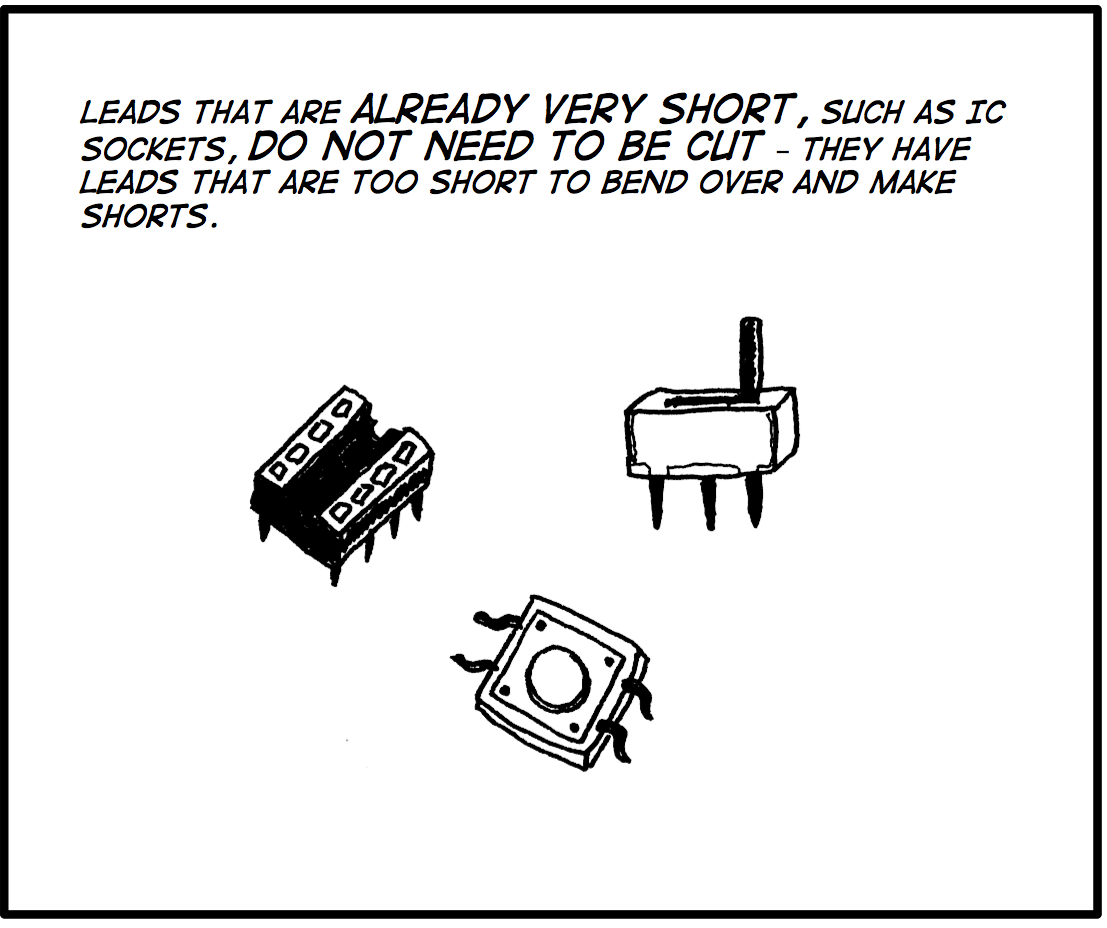 LEADS THAT ARE ALREADY VERY SHORT, SUCH AS IC
SOCKETS, DO NOT NEED TO BE CUT – THEY HAVE
LEADS THAT ARE TOO SHORT TO BEND OVER AND MAKE
SHORTS.